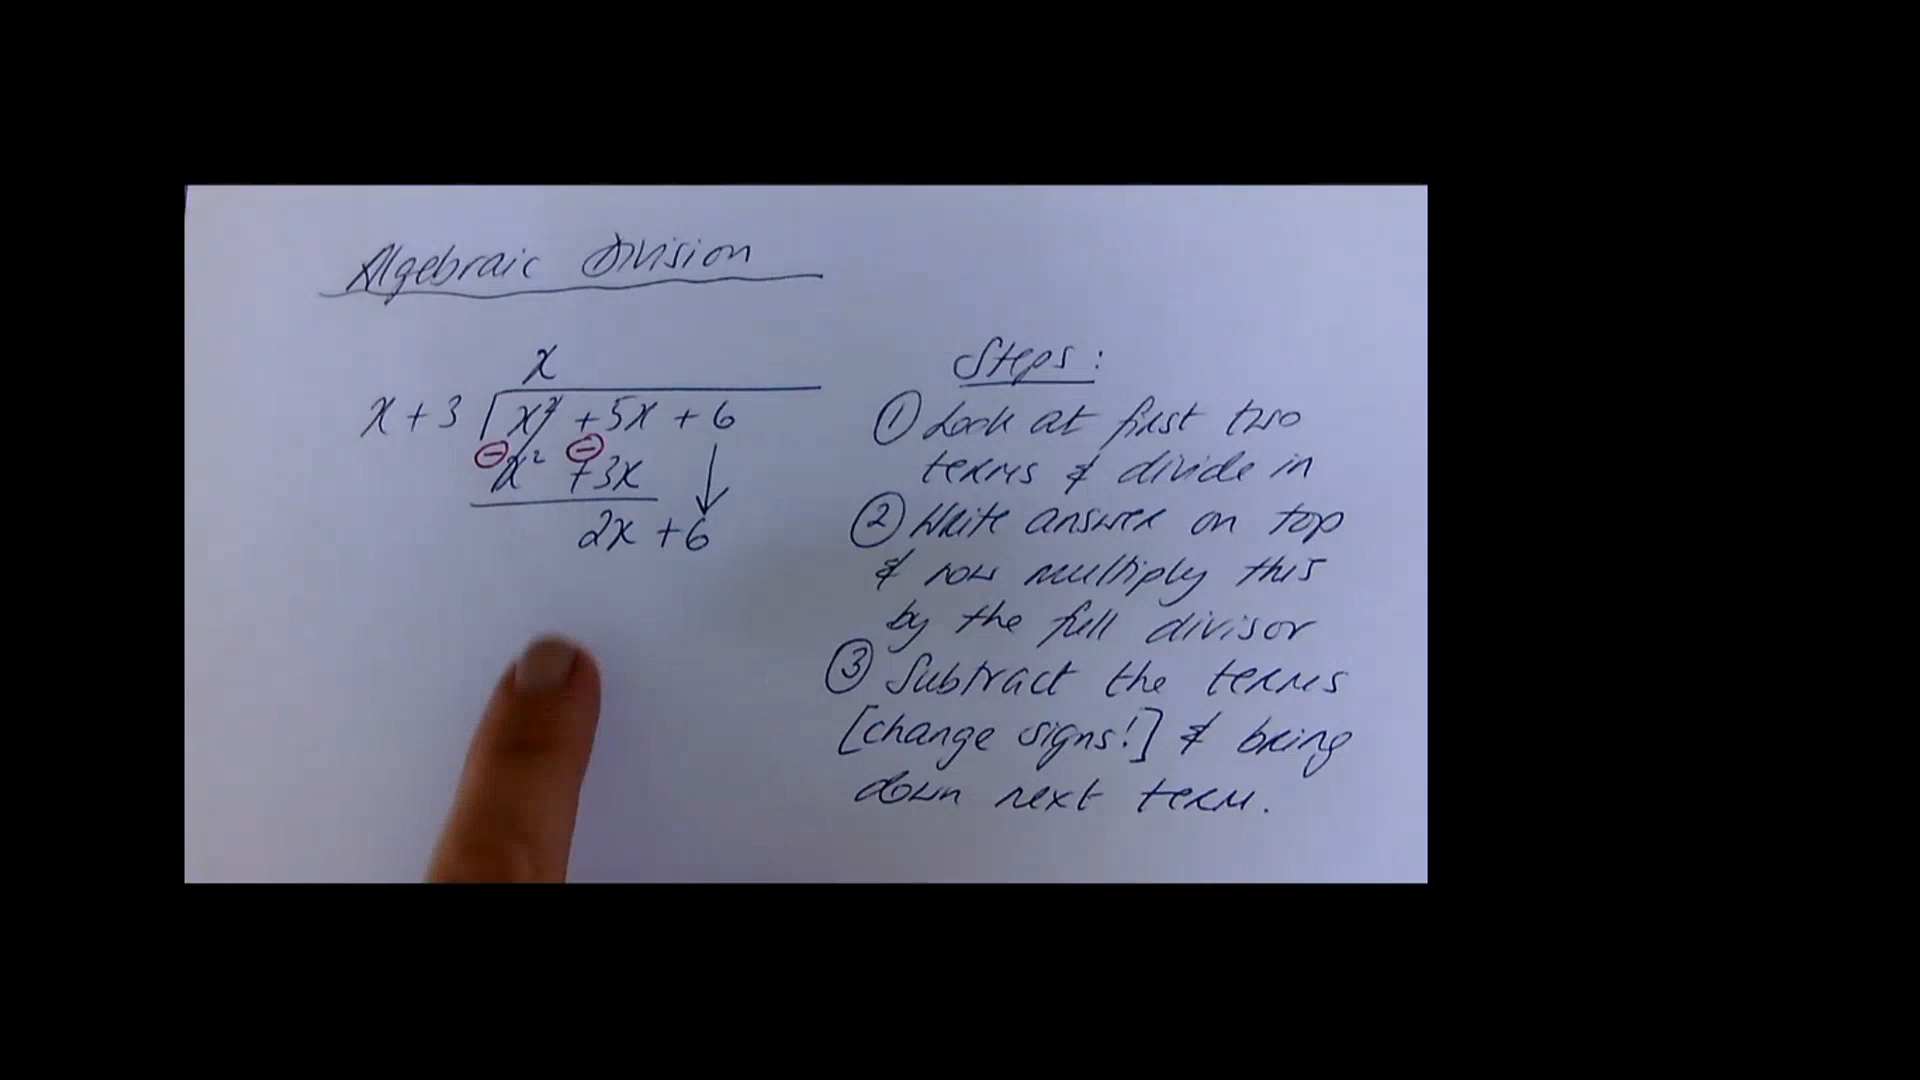 Algebraic Division
x
x + 3 x² + 5x + 6
⊖ ⊖
x² + 3x
2x + 6
Steps:
① Look at first two
terms & divide in
② Write answer on top
& now multiply this
by the full divisor
③ Subtract the terms
[change signs!] & bring
down next term.